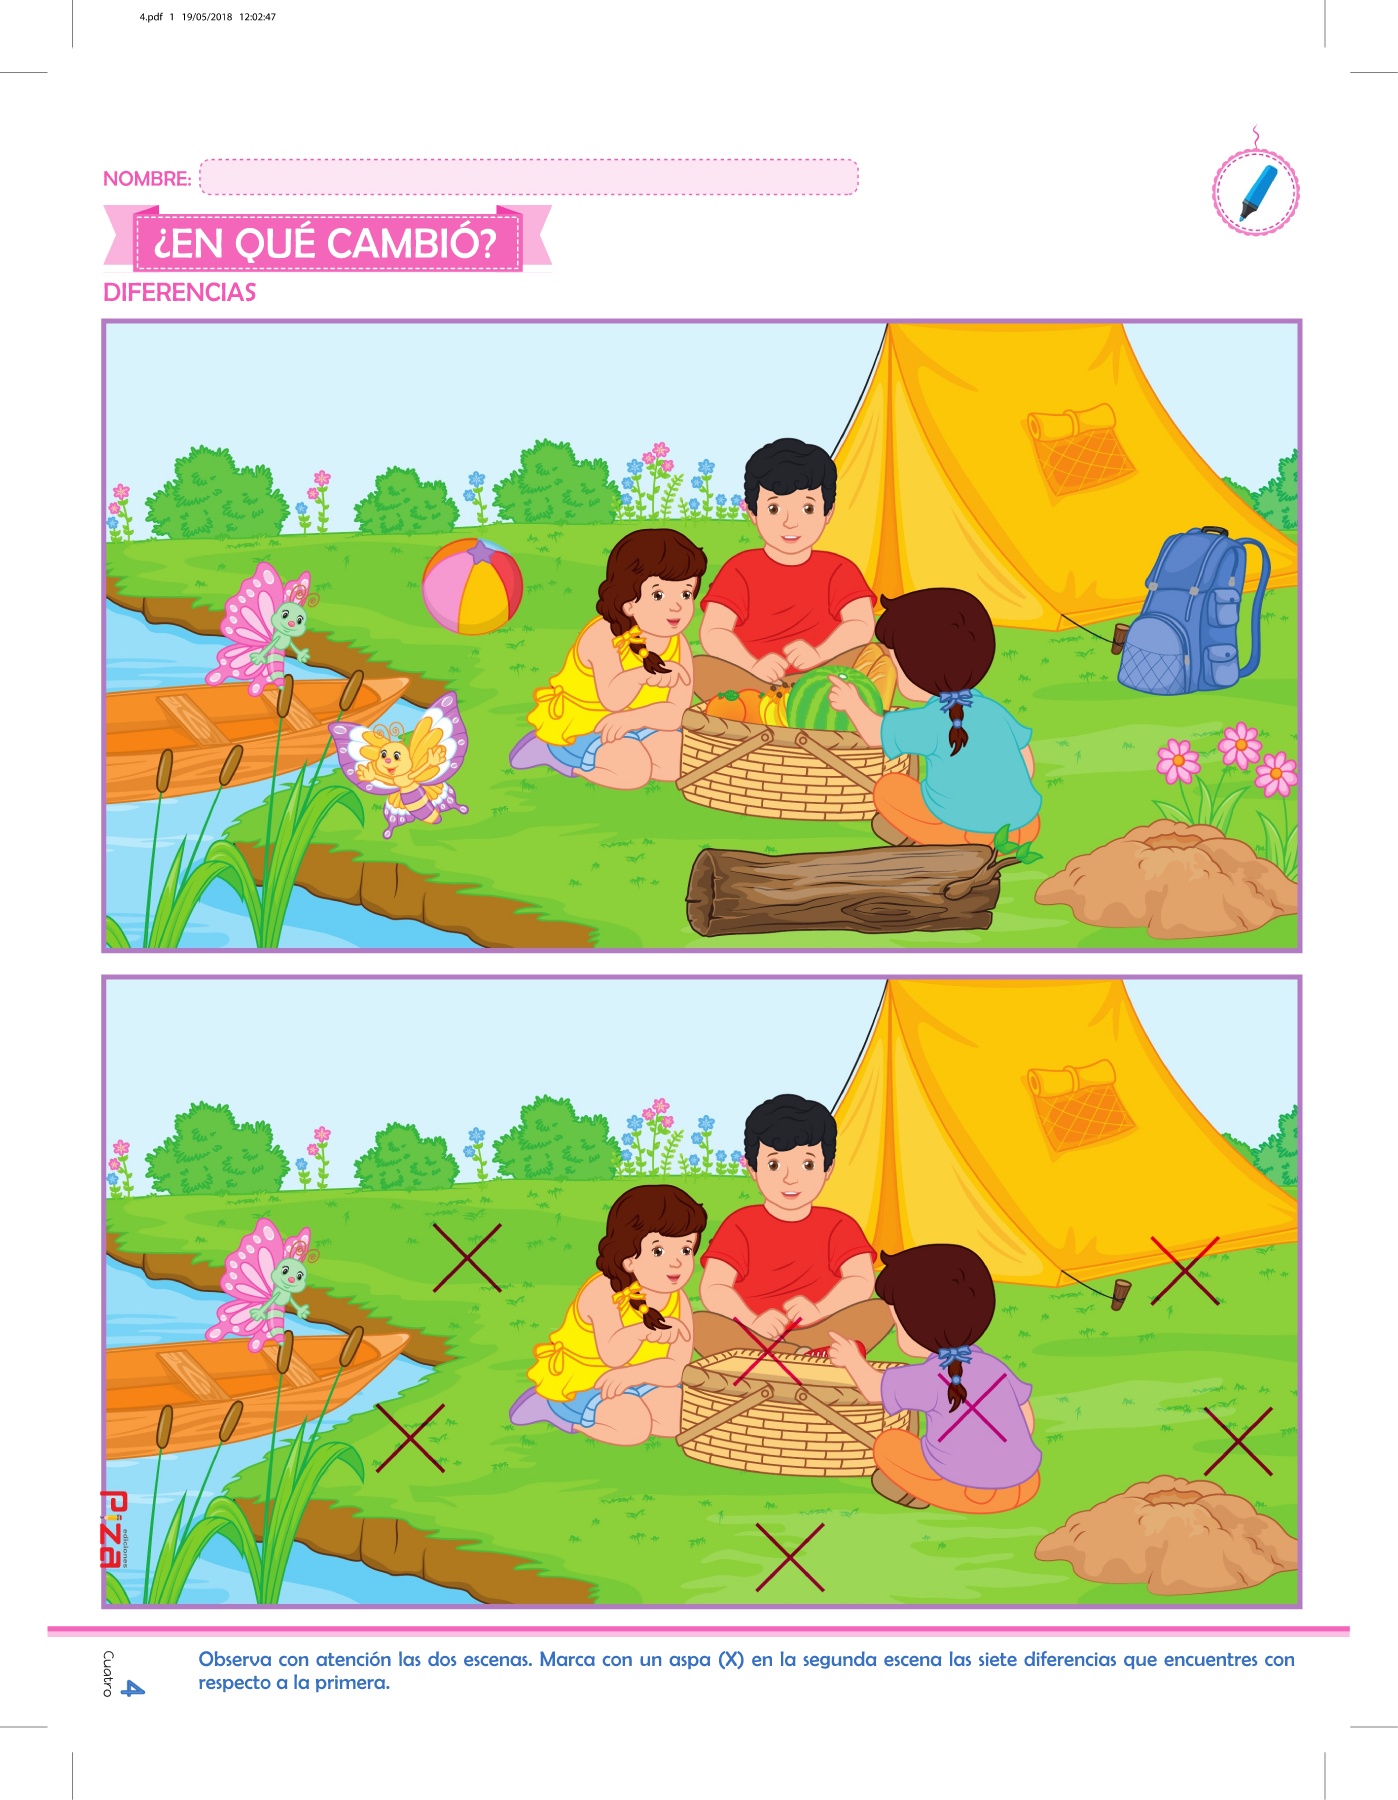 4.pdf 1 19/05/2018 12:02:47
NOMBRE:
¿EN QUÉ CAMBIÓ?
DIFERENCIAS
piza
ediciones
Cuatro
4
Observa con atención las dos escenas. Marca con un aspa (X) en la segunda escena las siete diferencias que encuentres con
respecto a la primera.